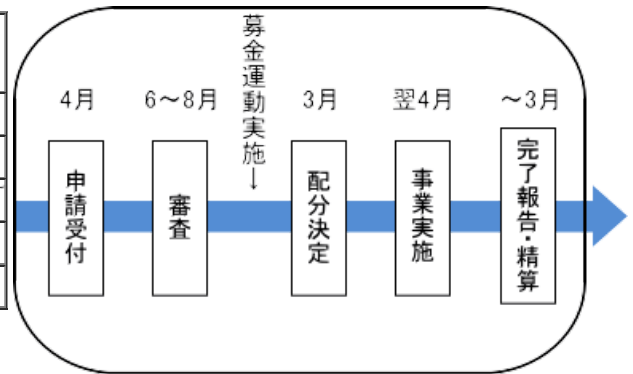 募金運動実施↓
4月
6～8月
3月
翌4月
～3月
申請受付
審査
配分決定
事業実施
完了報告・精算